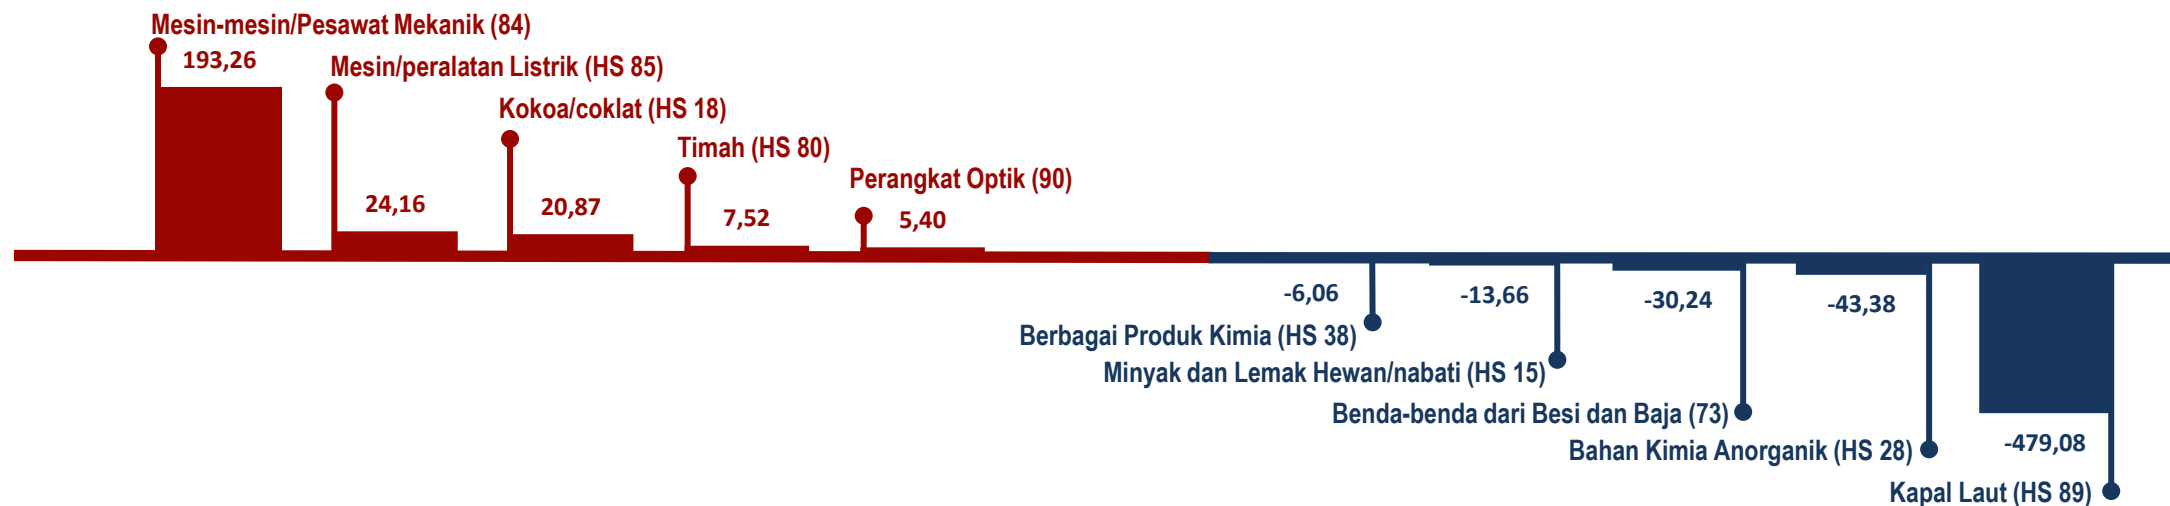 Mesin-mesin/Pesawat Mekanik (84)
193,26
Mesin/peralatan Listrik (HS 85)
24,16
Kokoa/coklat (HS 18)
20,87
Timah (HS 80)
7,52
Perangkat Optik (90)
5,40
-6,06
Berbagai Produk Kimia (HS 38)
-13,66
Minyak dan Lemak Hewan/nabati (HS 15)
-30,24
Benda-benda dari Besi dan Baja (73)
-43,38
Bahan Kimia Anorganik (HS 28)
-479,08
Kapal Laut (HS 89)